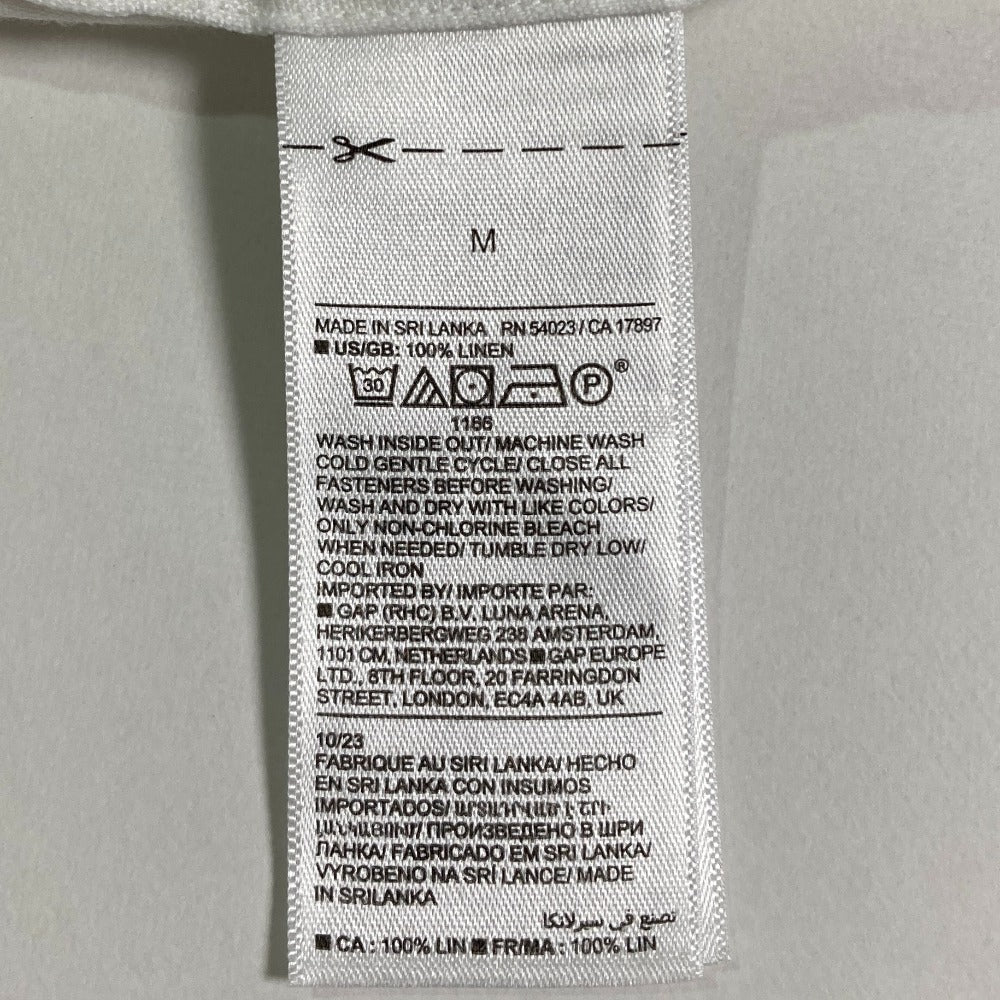 M
MADE IN SRI LANKA RN 54023 / CA 17897
US/GB: 100% LINEN
30 P®
1166
WASH INSIDE OUT/ MACHINE WASH
COLD GENTLE CYCLE/ CLOSE ALL
FASTENERS BEFORE WASHING/
WASH AND DRY WITH LIKE COLORS/
ONLY NON-CHLORINE BLEACH
WHEN NEEDED/ TUMBLE DRY LOW/
COOL IRON
IMPORTED BY/ IMPORTE PAR:
GAP (RHC) B.V. LUNA ARENA,
HERIKERBERGWEG 238 AMSTERDAM,
1101 CM, NETHERLANDS GAP EUROPE
LTD., 8TH FLOOR, 20 FARRINGDON
STREET, LONDON, EC4A 4AB, UK
10/23
FABRIQUE AU SIRI LANKA/ HECHO
EN SRI LANKA CON INSUMOS
IMPORTADOS/
ПРОИЗВЕДЕНО В ШРИ
ЛАНКА/ FABRICADO EM SRI LANKA/
VYROBENO NA SRÍ LANCE/ MADE
IN SRILANKA
تصنع في سيرلانكا
CA : 100% LIN FR/MA : 100% LIN